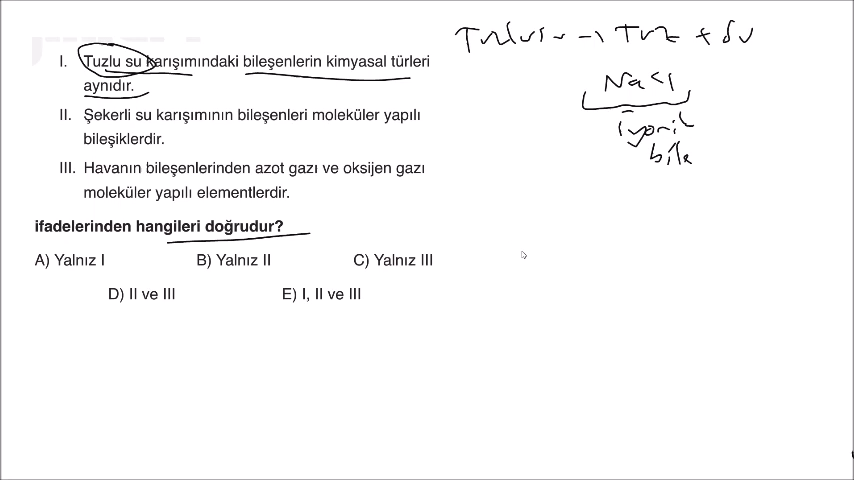 I. Tuzlu su karışımındaki bileşenlerin kimyasal türleri
aynıdır.
II. Şekerli su karışımının bileşenleri moleküler yapılı
bileşiklerdir.
III. Havanın bileşenlerinden azot gazı ve oksijen gazı
moleküler yapılı elementlerdir.
ifadelerinden hangileri doğrudur?
A) Yalnız I B) Yalnız II C) Yalnız III
D) II ve III E) I, II ve III
Tuzlu su → Tuz + su
NaCl
İyonik
bile